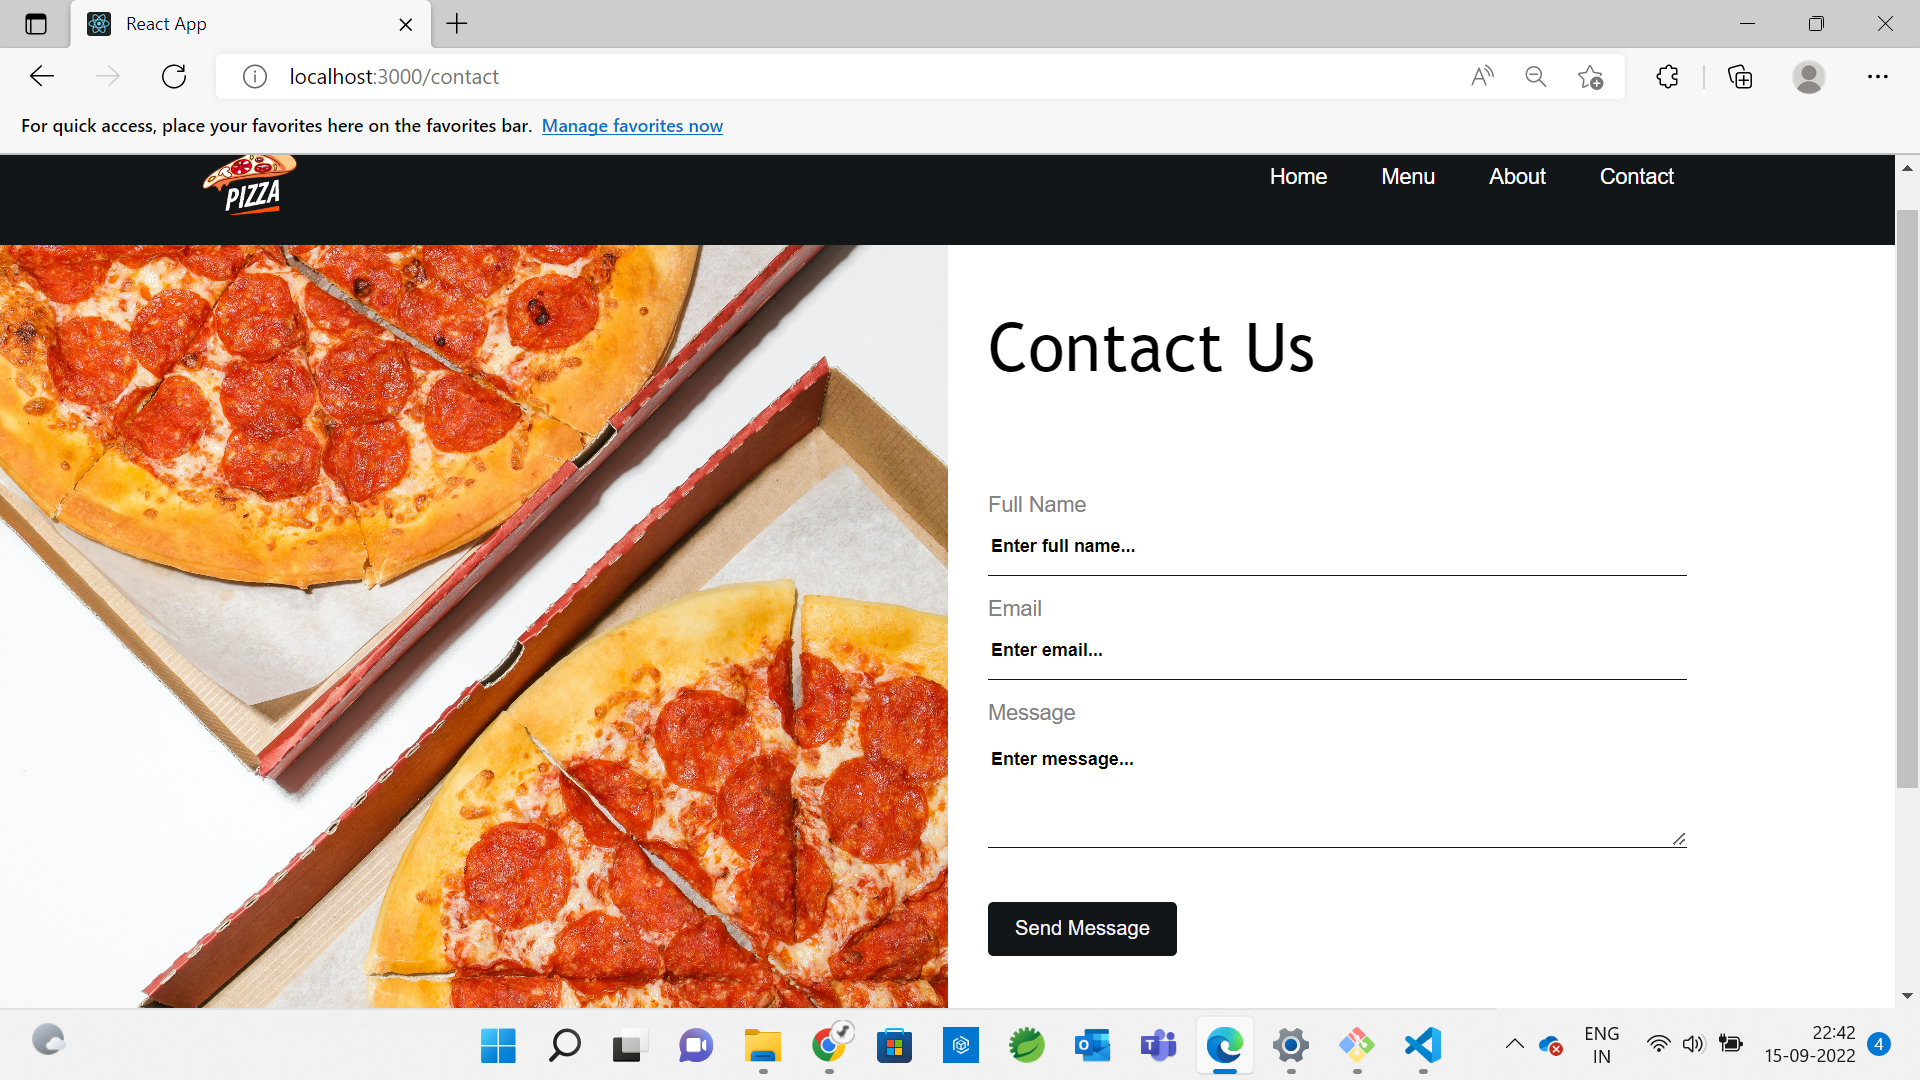 React App
localhost:3000/contact
For quick access, place your favorites here on the favorites bar. Manage favorites now
PIZZA
Home Menu About Contact
Contact Us
Full Name
Enter full name...
Email
Enter email...
Message
Enter message...
Send Message
ENG
IN
22:42
15-09-2022
4